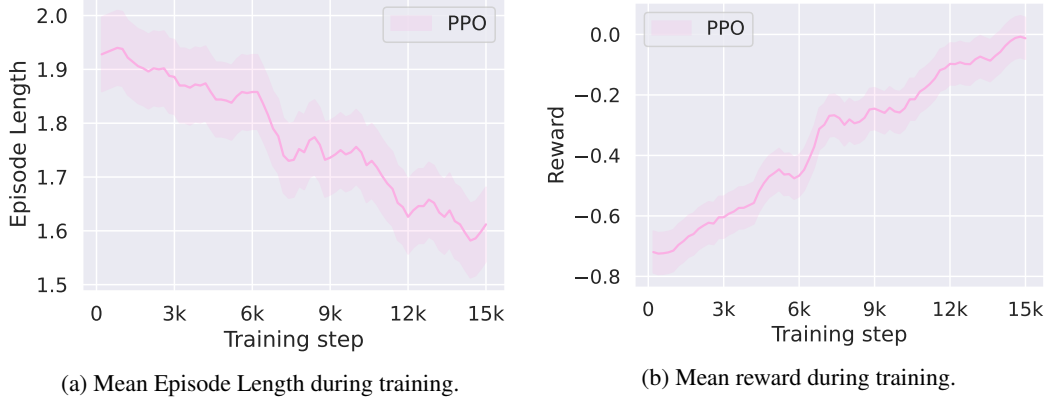 2.0
1.9
1.8
1.7
1.6
1.5
Episode Length
PPO
0 3k 6k 9k 12k 15k
Training step
(a) Mean Episode Length during training.
0.0
−0.2
−0.4
−0.6
−0.8
Reward
PPO
0 3k 6k 9k 12k 15k
Training step
(b) Mean reward during training.